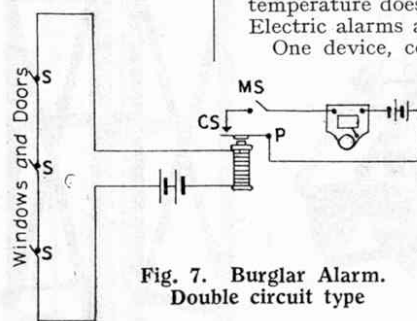 temperature does
Electric alarms a
One device, co
MS
CS
P
S
S
S
Windows and Doors
Fig. 7. Burglar Alarm.
Double circuit type